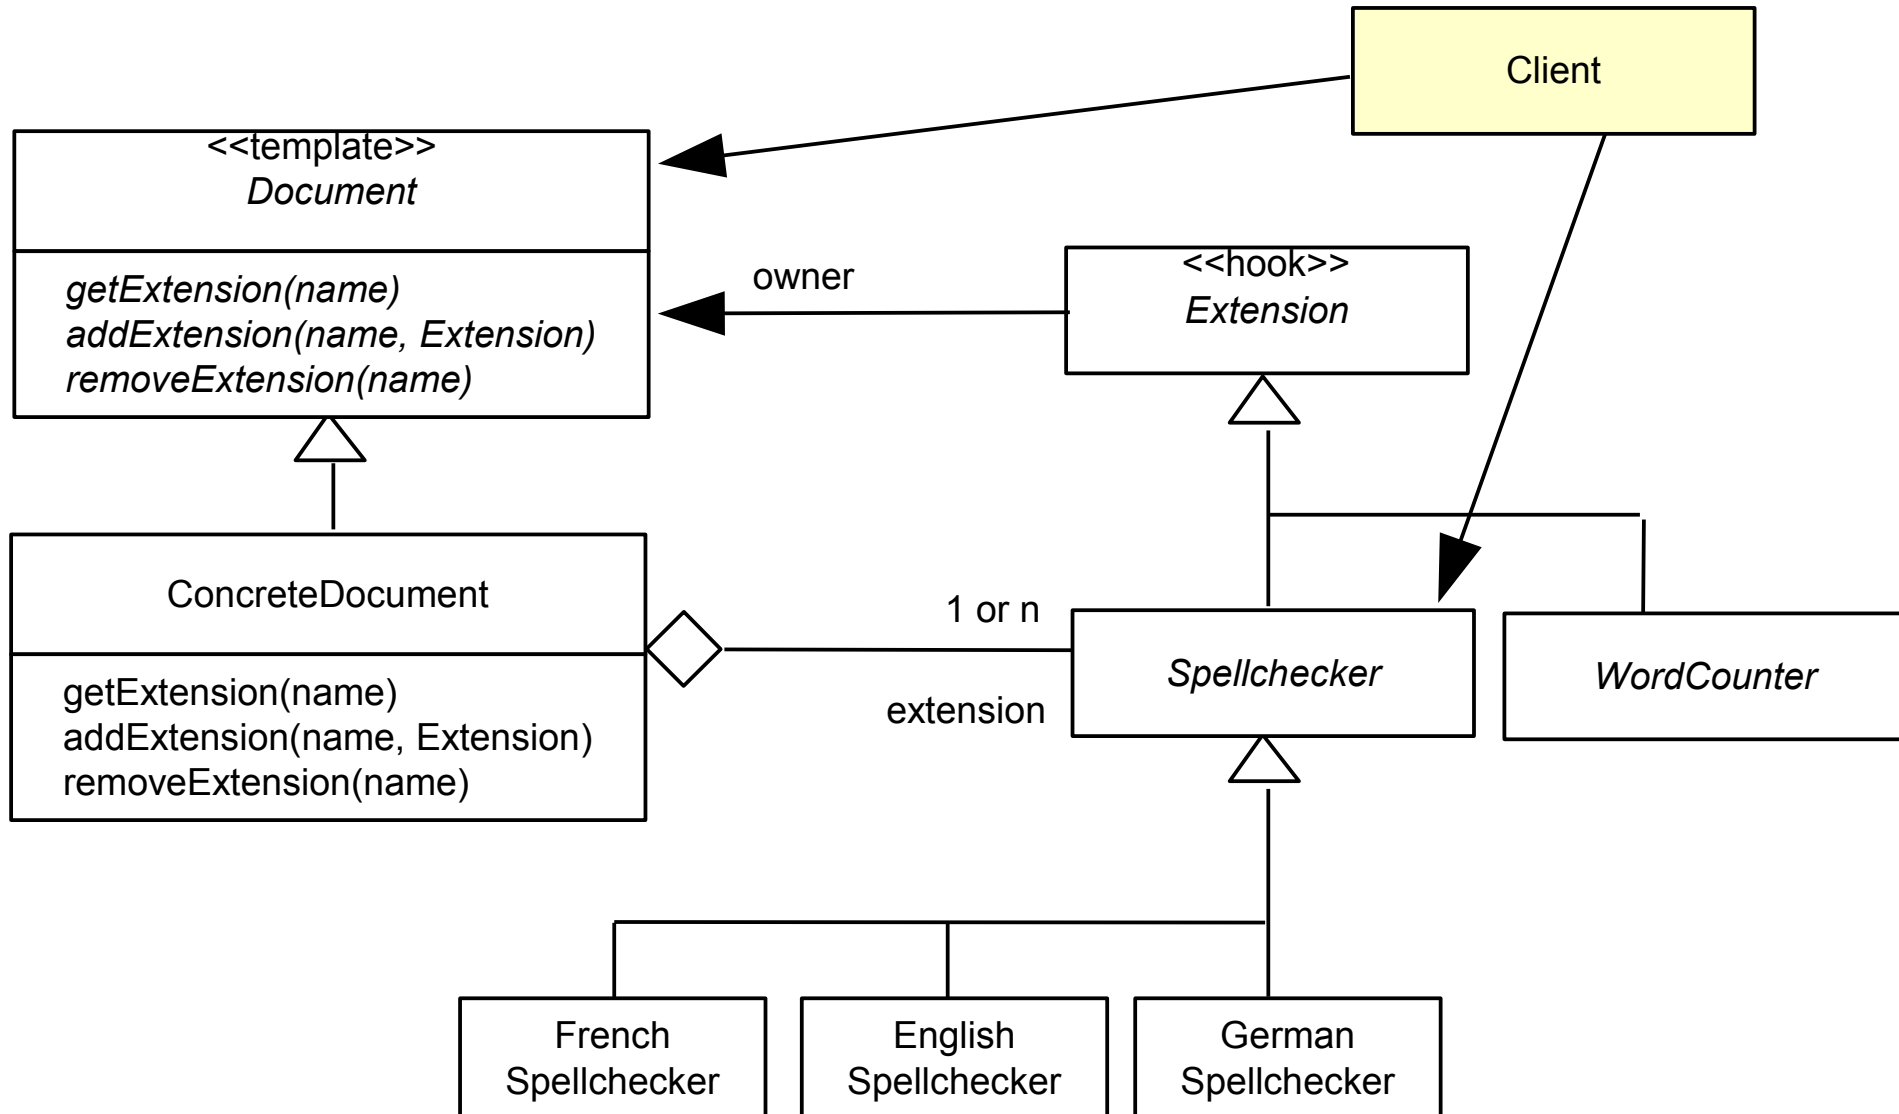 Client
<<template>>
Document
getExtension(name)
addExtension(name, Extension)
removeExtension(name)
owner
<<hook>>
Extension
ConcreteDocument
getExtension(name)
addExtension(name, Extension)
removeExtension(name)
1 or n
extension
Spellchecker
WordCounter
French
Spellchecker
English
Spellchecker
German
Spellchecker